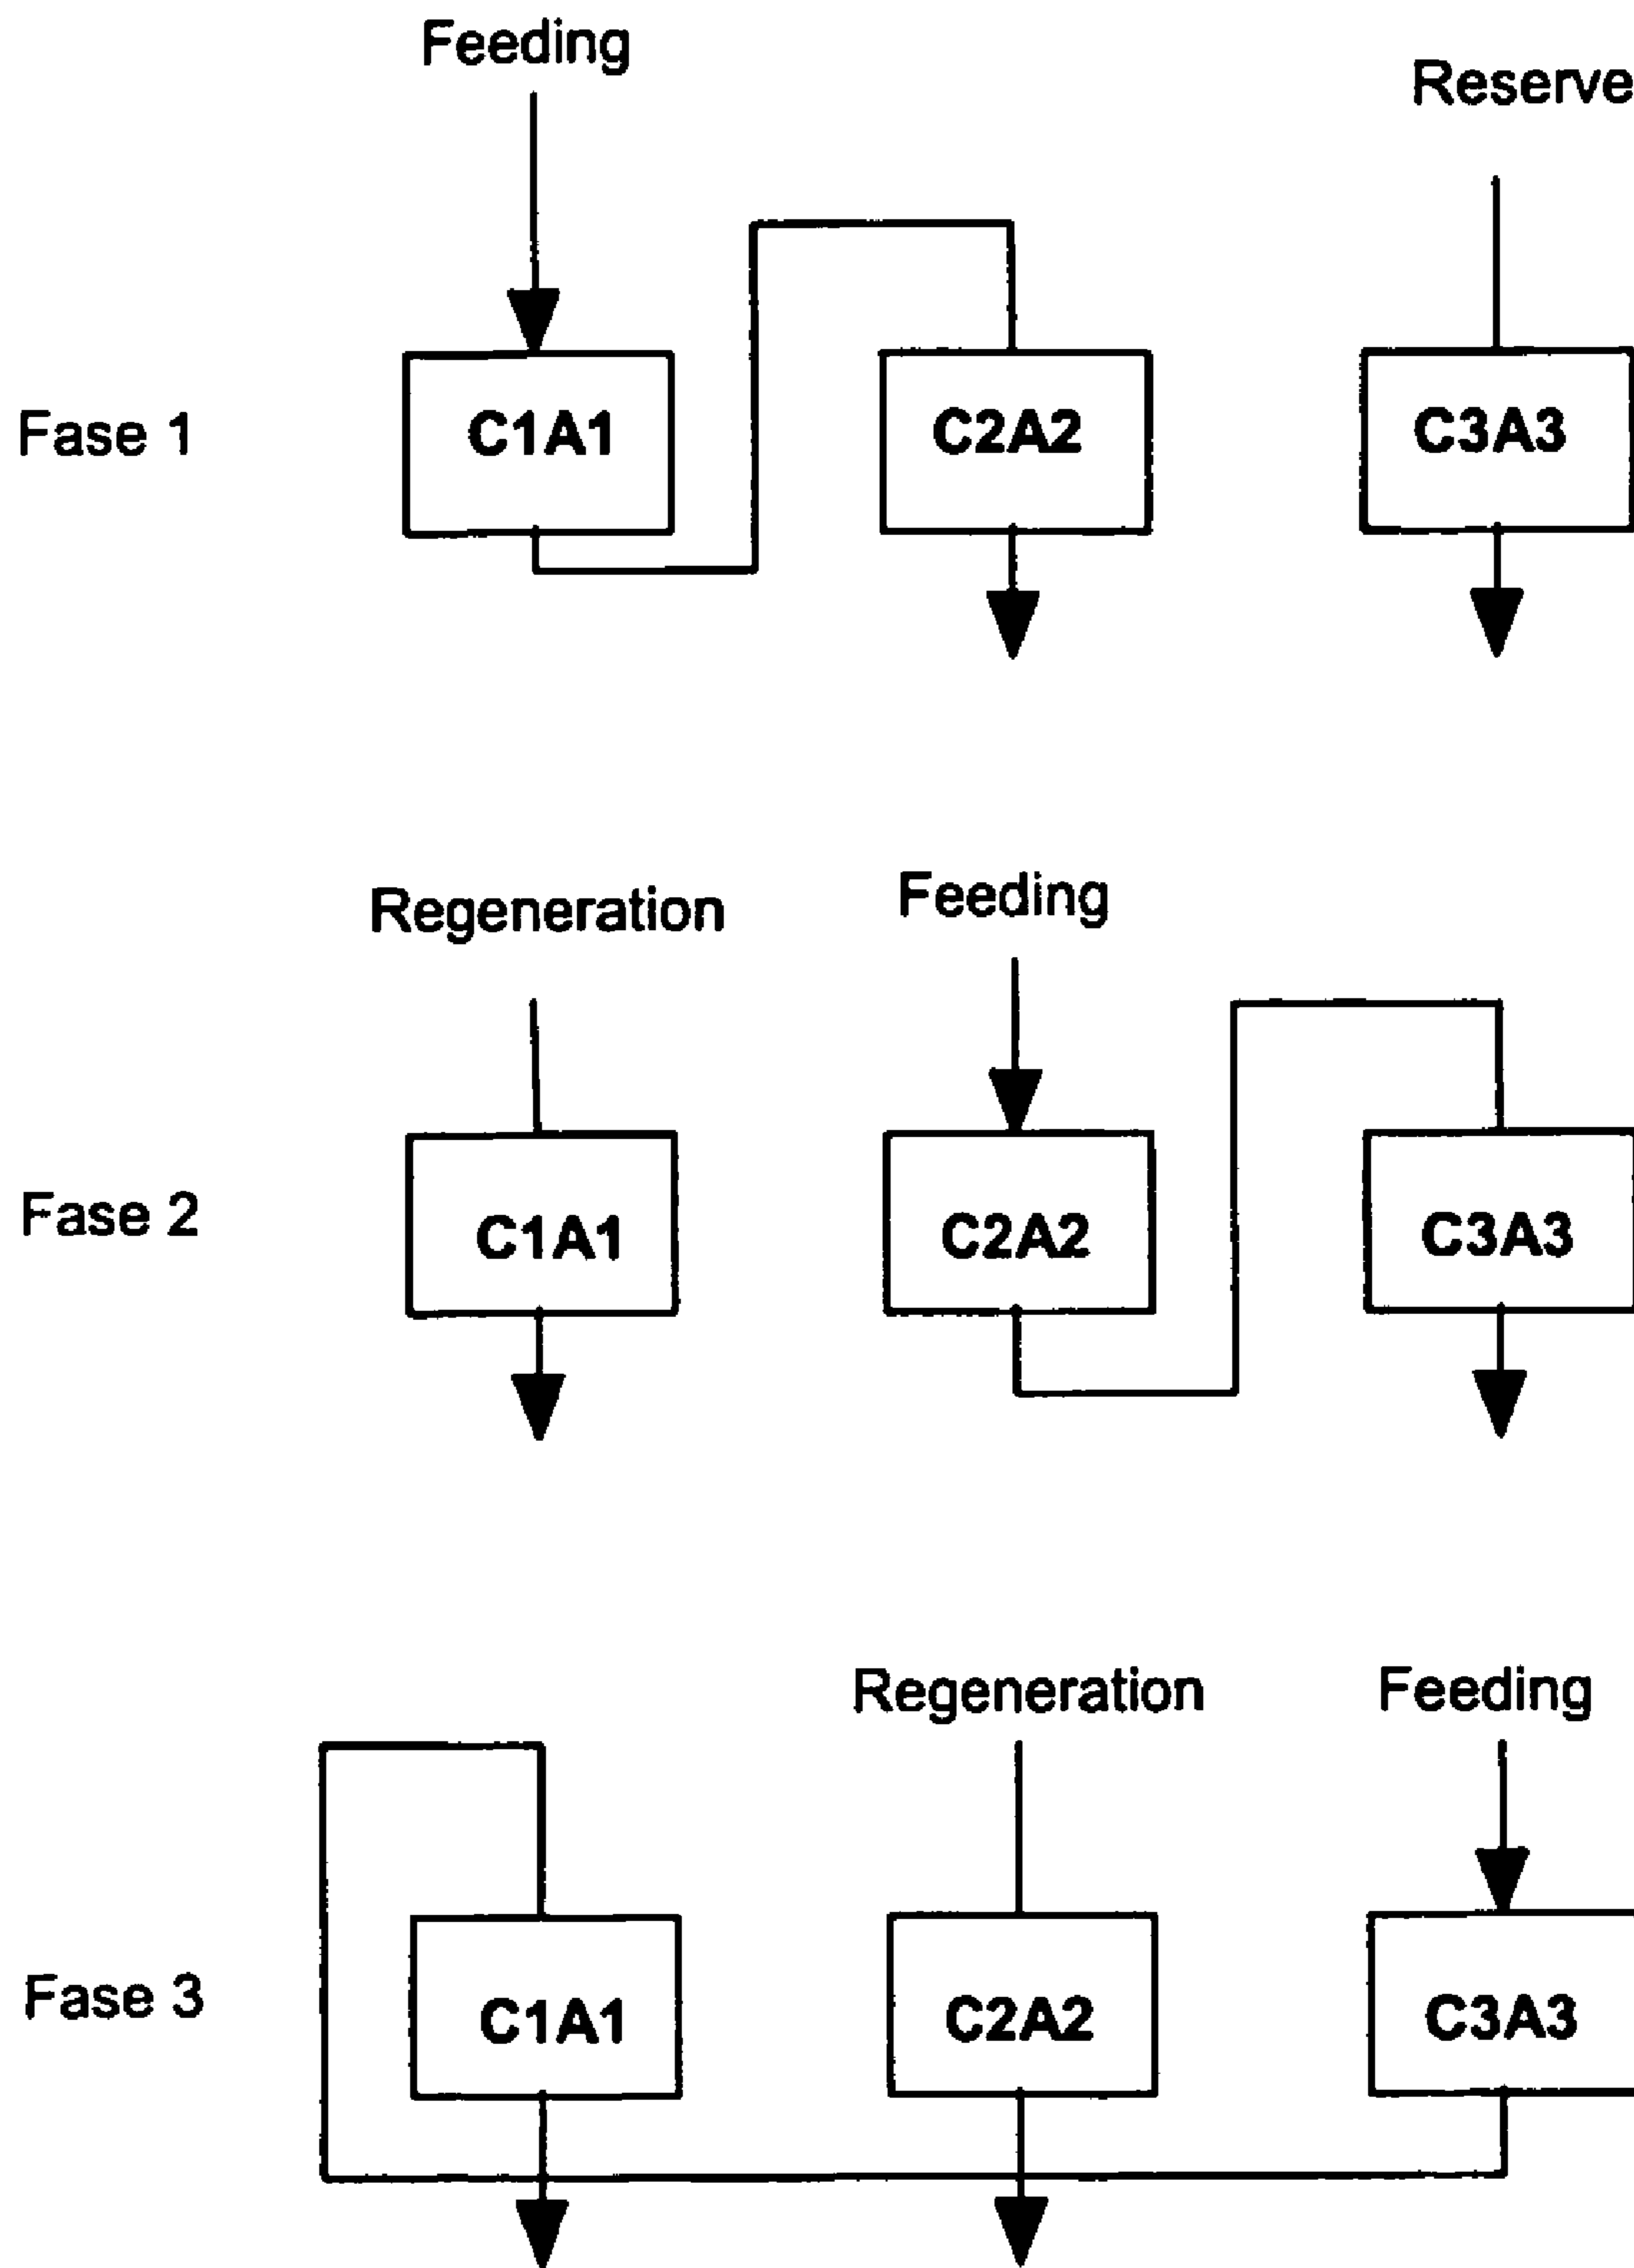 Feeding
Reserve
Fase 1
C1A1
C2A2
C3A3
Regeneration
Feeding
Fase 2
C1A1
C2A2
C3A3
Regeneration
Feeding
Fase 3
C1A1
C2A2
C3A3